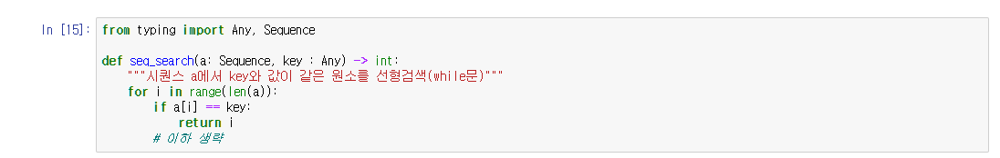 In [15]: from typing import Any, Sequence
def seq_search(a: Sequence, key : Any) -> int:
"""시퀀스 a에서 key와 값이 같은 원소를 선형검색(while문)"""
for i in range(len(a)):
if a[i] == key:
return i
# 이하 생략